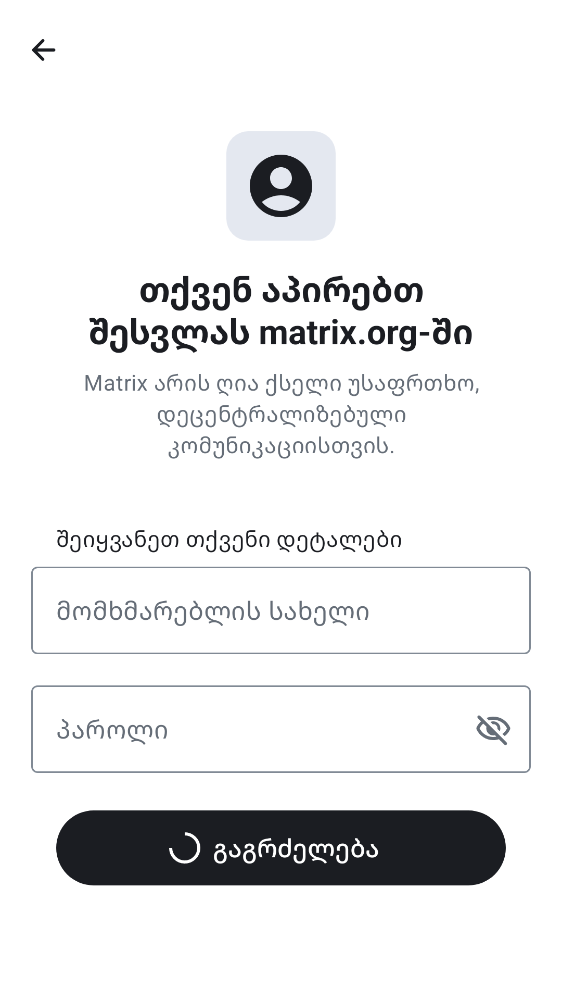 თქვენ აპირებთ
შესვლას matrix.org-ში
Matrix არის ღია ქსელი უსაფრთხო,
დეცენტრალიზებული
კომუნიკაციისთვის.
შეიყვანეთ თქვენი დეტალები
მომხმარებლის სახელი
პაროლი
გაგრძელება